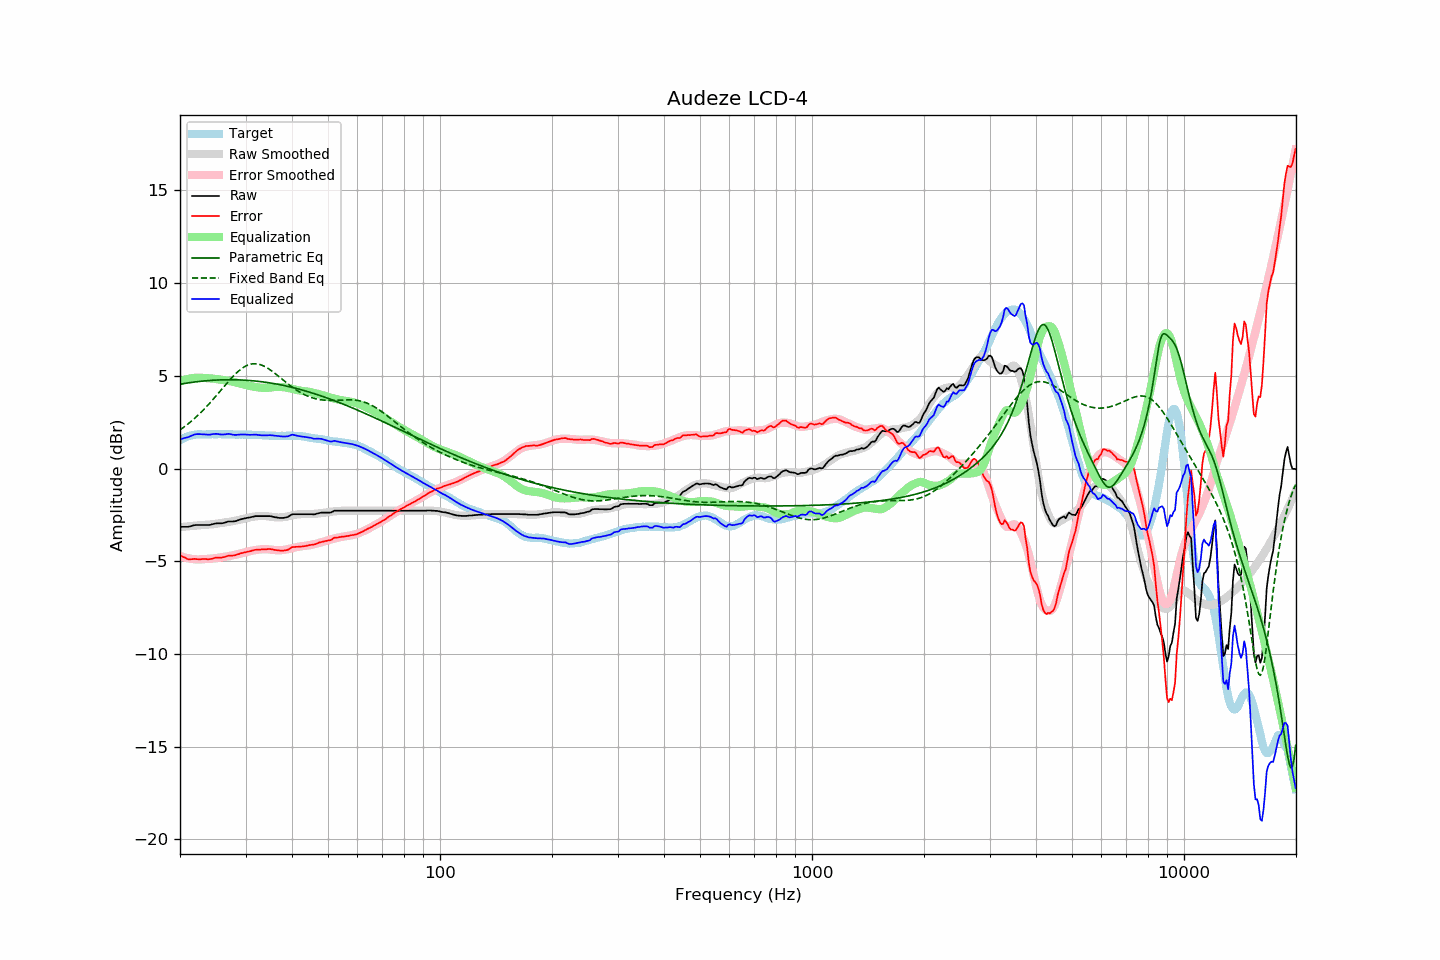 Audeze LCD-4
Target
Raw Smoothed
Error Smoothed
Raw
Error
Equalization
Parametric Eq
Fixed Band Eq
Equalized
15
10
5
0
−5
−10
−15
−20
Amplitude (dBr)
100
1000
10000
Frequency (Hz)